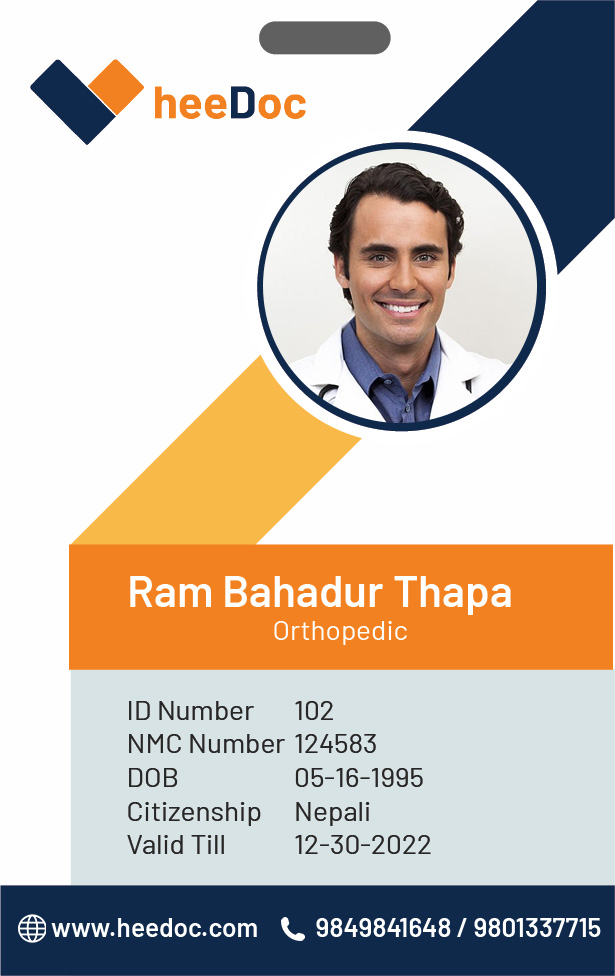 heeDoc
Ram Bahadur Thapa
Orthopedic
ID Number 102
NMC Number 124583
DOB 05-16-1995
Citizenship Nepali
Valid Till 12-30-2022
www.heedoc.com 9849841648 / 9801337715